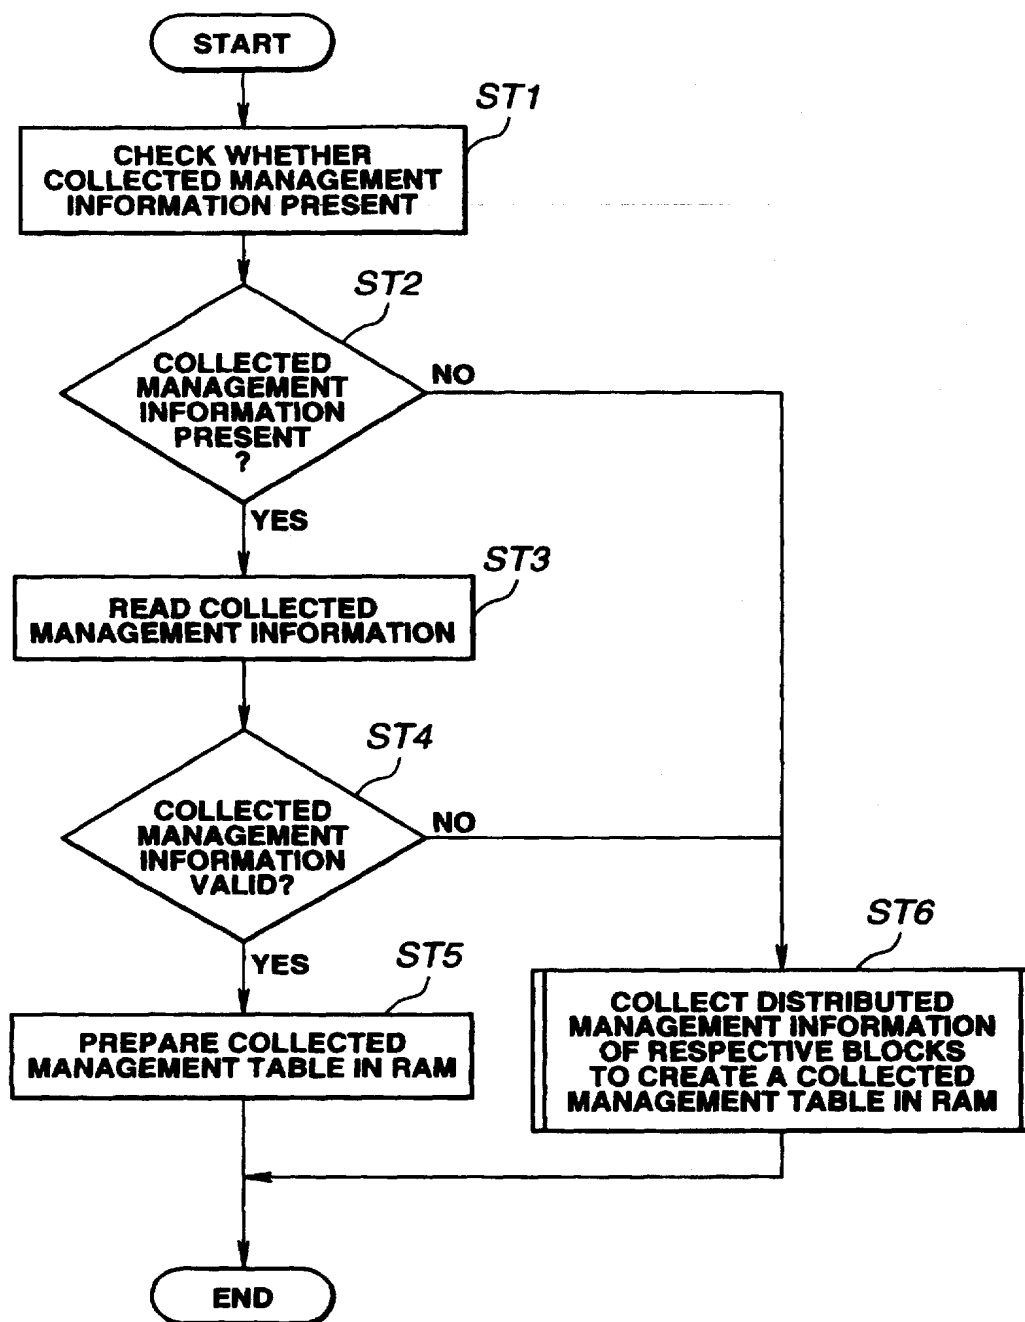 START
ST1
CHECK WHETHER
COLLECTED MANAGEMENT
INFORMATION PRESENT
ST2
COLLECTED
MANAGEMENT
INFORMATION
PRESENT
?
NO
YES
ST3
READ COLLECTED
MANAGEMENT INFORMATION
ST4
COLLECTED
MANAGEMENT
INFORMATION
VALID?
NO
YES
ST5
PREPARE COLLECTED
MANAGEMENT TABLE IN RAM
ST6
COLLECT DISTRIBUTED
MANAGEMENT INFORMATION
OF RESPECTIVE BLOCKS
TO CREATE A COLLECTED
MANAGEMENT TABLE IN RAM
END